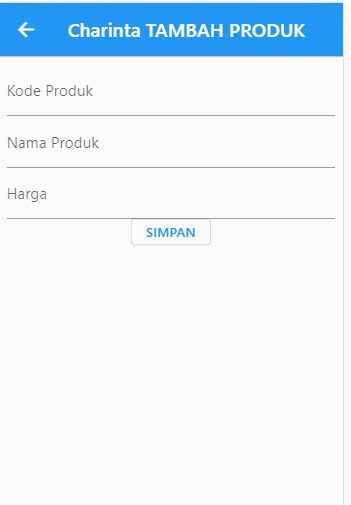 Charinta TAMBAH PRODUK
Kode Produk
Nama Produk
Harga
SIMPAN